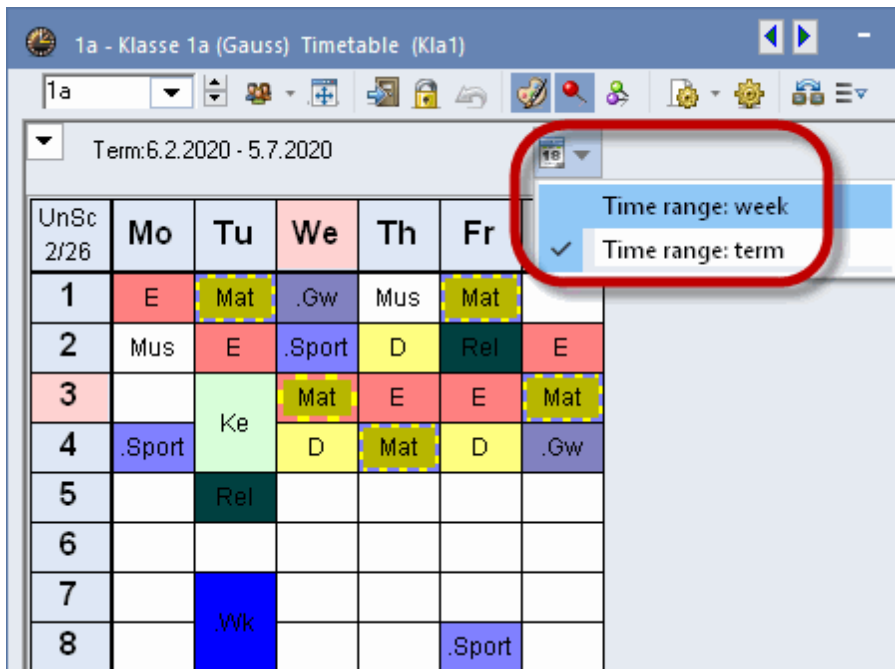 1a - Klasse 1a (Gauss) Timetable (Kla1)
1a
Term:6.2.2020 - 5.7.2020
18
Time range: week
Time range: term
UnSc 2/26 Mo Tu We Th Fr
1 E Mat .Gw Mus Mat
2 Mus E .Sport D Rel E
3 Mat E E Mat
Ke
4 .Sport D Mat D .Gw
5 Rel
6
7
.Wk
8 .Sport